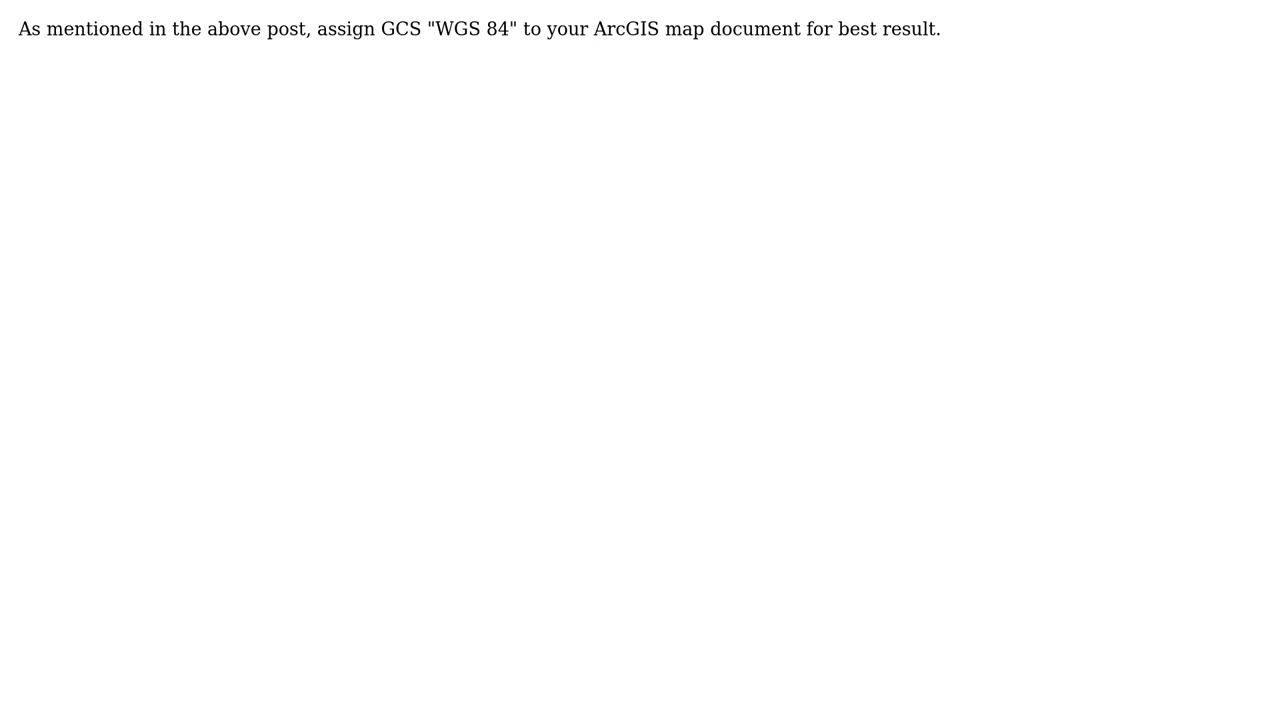 As mentioned in the above post, assign GCS "WGS 84" to your ArcGIS map document for best result.